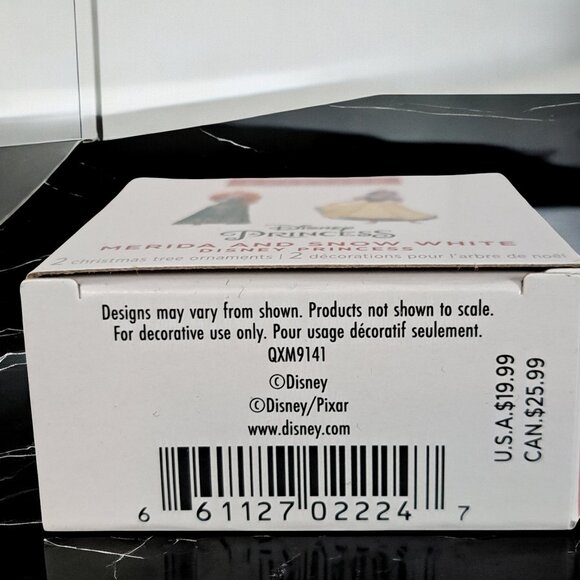 Disney
PRINCESS
MERIDA AND SNOW WHITE
DISNEY PRINCESS
2 christmas tree ornaments | 2 décorations pour l'arbre de noël
Designs may vary from shown. Products not shown to scale.
For decorative use only. Pour usage décoratif seulement.
QXM9141
©Disney
©Disney/Pixar
www.disney.com
6 61127 02224 7
U.S.A.$19.99
CAN.$25.99